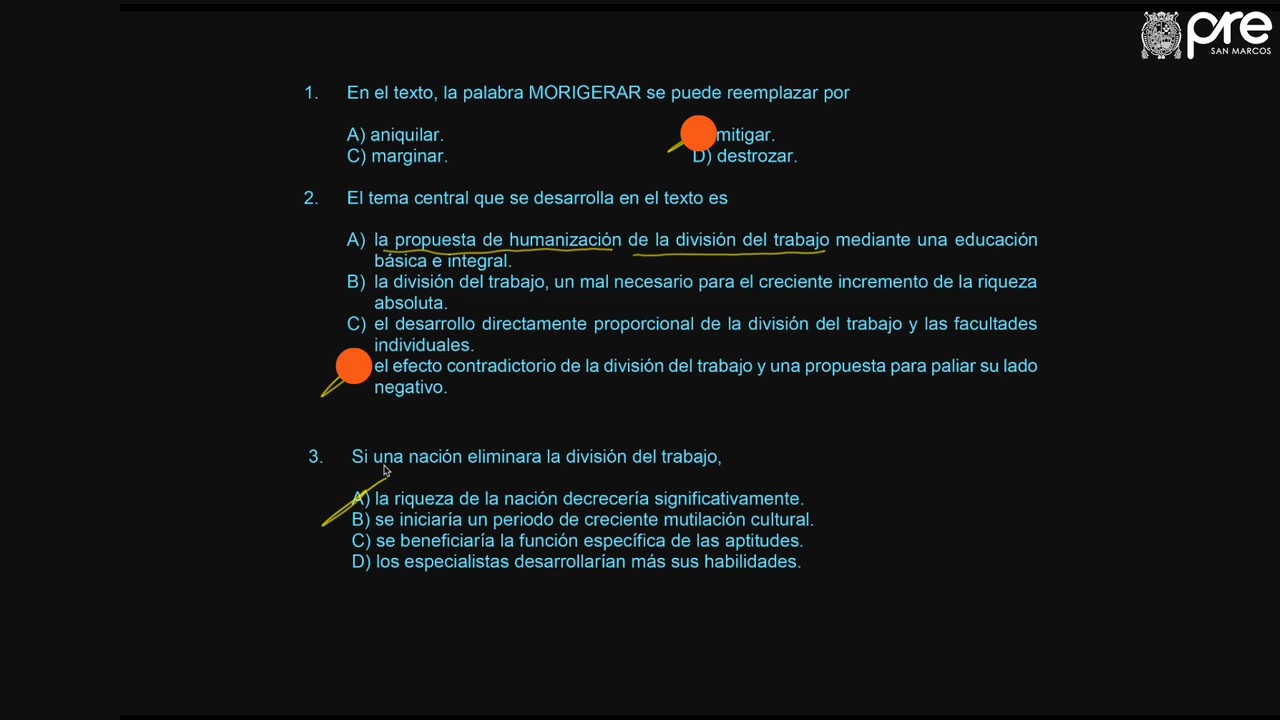 pre
SAN MARCOS
1. En el texto, la palabra MORIGERAR se puede reemplazar por
A) aniquilar. mitigar.
C) marginar. D) destrozar.
2. El tema central que se desarrolla en el texto es
A) la propuesta de humanización de la división del trabajo mediante una educación
básica e integral.
B) la división del trabajo, un mal necesario para el creciente incremento de la riqueza
absoluta.
C) el desarrollo directamente proporcional de la división del trabajo y las facultades
individuales.
el efecto contradictorio de la división del trabajo y una propuesta para paliar su lado
negativo.
3. Si una nación eliminara la división del trabajo,
A) la riqueza de la nación decrecería significativamente.
B) se iniciaría un periodo de creciente mutilación cultural.
C) se beneficiaría la función específica de las aptitudes.
D) los especialistas desarrollarían más sus habilidades.